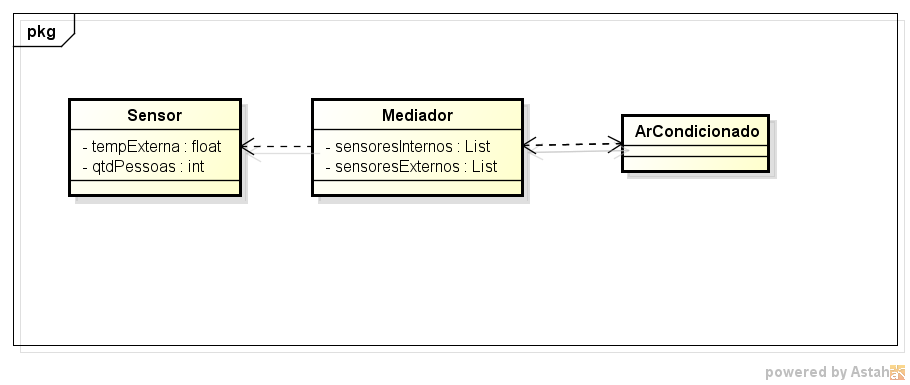 pkg
Sensor
- tempExterna : float
- qtdPessoas : int
Mediador
- sensoresInternos : List
- sensoresExternos : List
ArCondicionado
powered by Astah